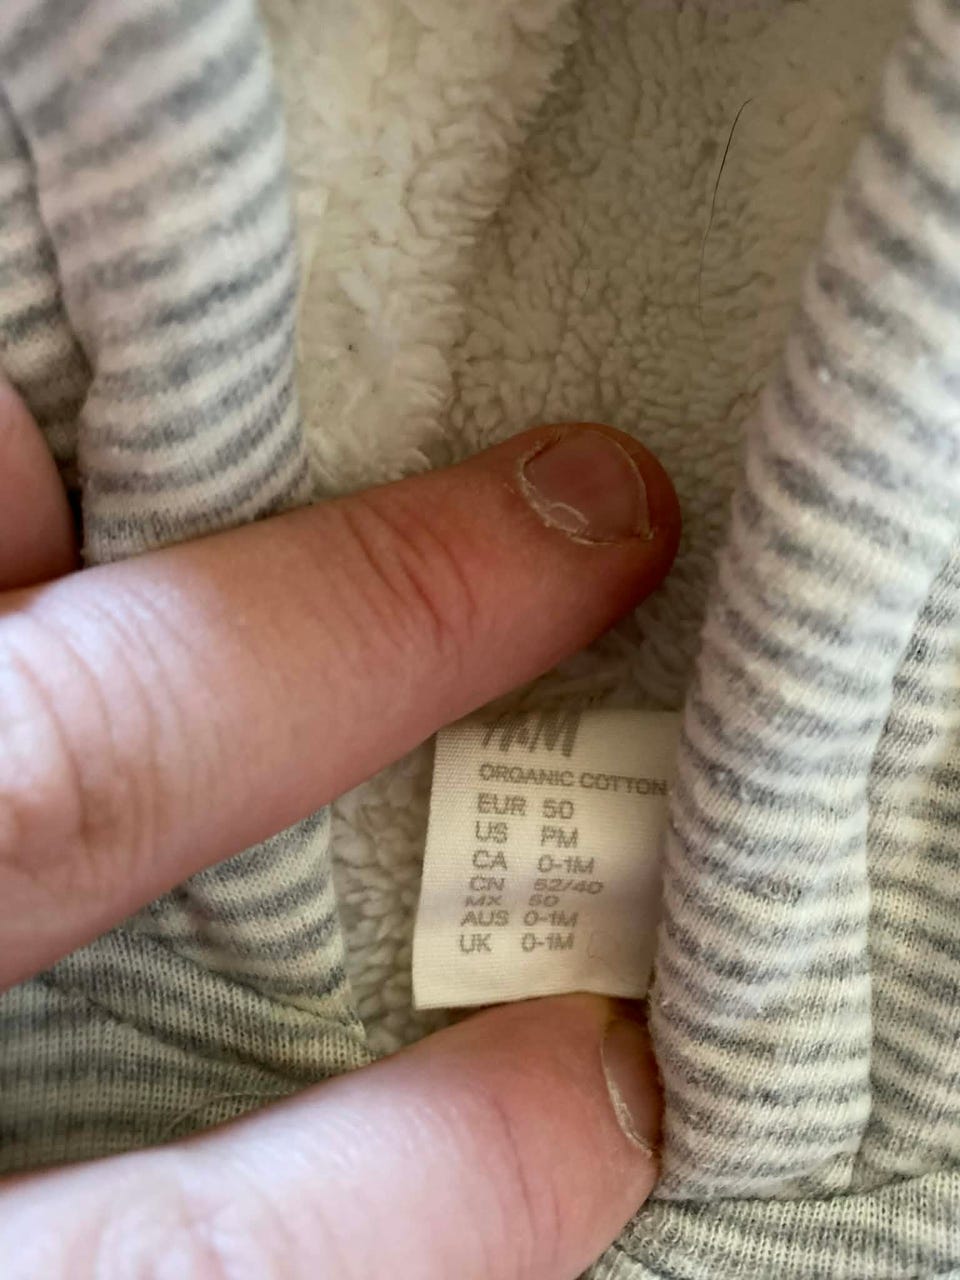 H&M
ORGANIC COTTON
EUR 50
US PM
CA 0-1M
CN 52/40
MX 50
AUS 0-1M
UK 0-1M